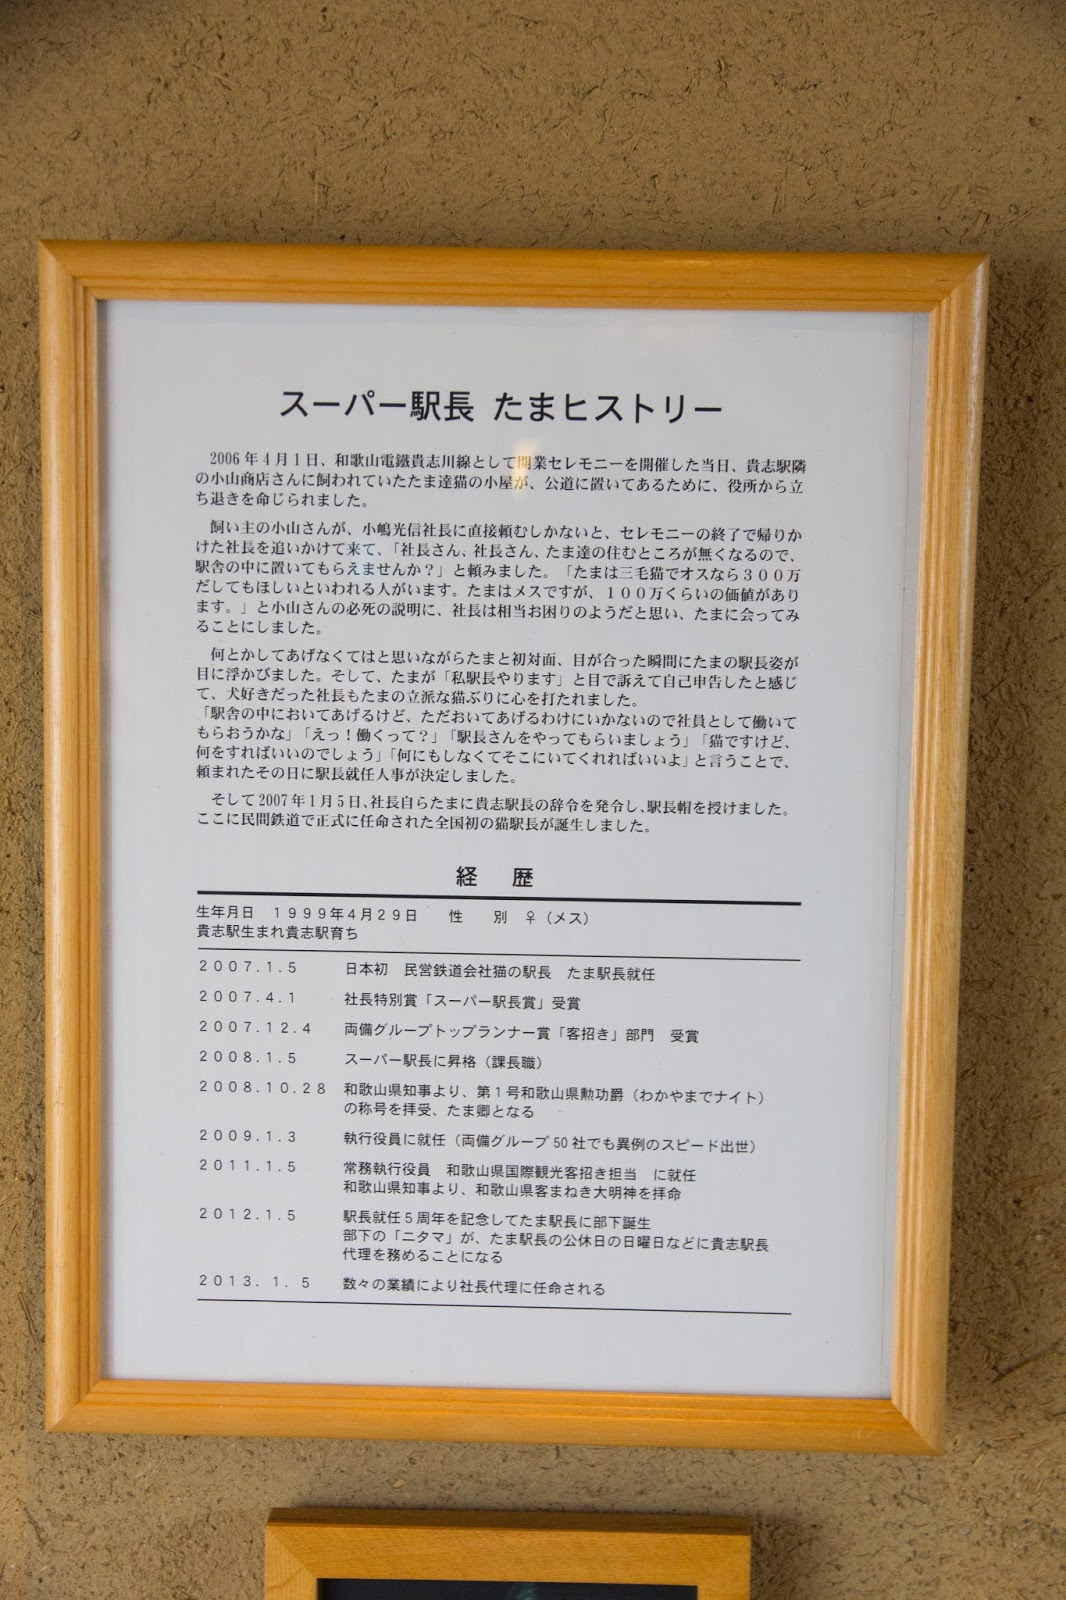 スーパー駅長 たまヒストリー
2006年4月1日、和歌山電鐵貴志川線として開業セレモニーを開催した当日、貴志駅隣
の小山商店さんに飼われていたたま達猫の小屋が、公道に置いてあるために、役所から立
ち退きを命じられました。
飼い主の小山さんが、小嶋光信社長に直接頼むしかないと、セレモニーの終了で帰りか
けた社長を追いかけて来て、「社長さん、社長さん、たま達の住むところが無くなるので、
駅舎の中に置いてもらえませんか？」と頼みました。「たまは三毛猫でオスなら３００万
だしてもほしいといわれる人がいます。たまはメスですが、１００万くらいの価値があり
ます。」と小山さんの必死の説明に、社長は相当お困りのようだと思い、たまに会ってみ
ることにしました。
何とかしてあげなくてはと思いながらたまと初対面、目が合った瞬間にたまの駅長姿が
目に浮かびました。そして、たまが「私駅長やります」と目で訴えて自己申告したと感じ
て、犬好きだった社長もたまの立派な猫ぶりに心を打たれました。
「駅舎の中においてあげるけど、ただおいてあげるわけにいかないので社員として働いて
もらおうかな」「えっ！働くって？」「駅長さんをやってもらいましょう」「猫ですけど、
何をすればいいのでしょう」「何にもしなくてそこにいてくれればいいよ」と言うことで、
頼まれたその日に駅長就任人事が決定しました。
そして2007年1月5日、社長自らたまに貴志駅長の辞令を発令し、駅長帽を授けました。
ここに民間鉄道で正式に任命された全国初の猫駅長が誕生しました。
経　歴
生年月日　１９９９年４月２９日　　性　　別　♀（メス）
貴志駅生まれ貴志駅育ち
２００７．１．５　日本初　民営鉄道会社猫の駅長　たま駅長就任
２００７．４．１　社長特別賞「スーパー駅長賞」受賞
２００７．１２．４　両備グループトップランナー賞「客招き」部門　受賞
２００８．１．５　スーパー駅長に昇格（課長職）
２００８．１０．２８　和歌山県知事より、第１号和歌山県勲功爵（わかやまでナイト）
の称号を拝受、たま卿となる
２００９．１．３　執行役員に就任（両備グループ50社でも異例のスピード出世）
２０１１．１．５　常務執行役員　和歌山県国際観光客招き担当　に就任
和歌山県知事より、和歌山県客まねき大明神を拝命
２０１２．１．５　駅長就任５周年を記念してたま駅長に部下誕生
部下の「ニタマ」が、たま駅長の公休日の日曜日などに貴志駅長
代理を務めることになる
２０１３．１．５　数々の業績により社長代理に任命される